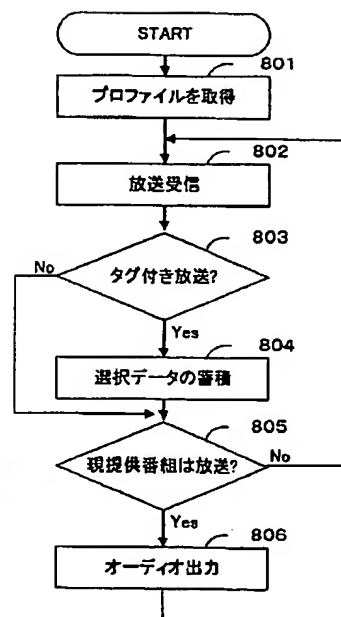 START
801
プロファイルを取得
802
放送受信
803
No
タグ付き放送?
Yes
804
選択データの蓄積
805
現提供番組は放送?
No
Yes
806
オーディオ出力